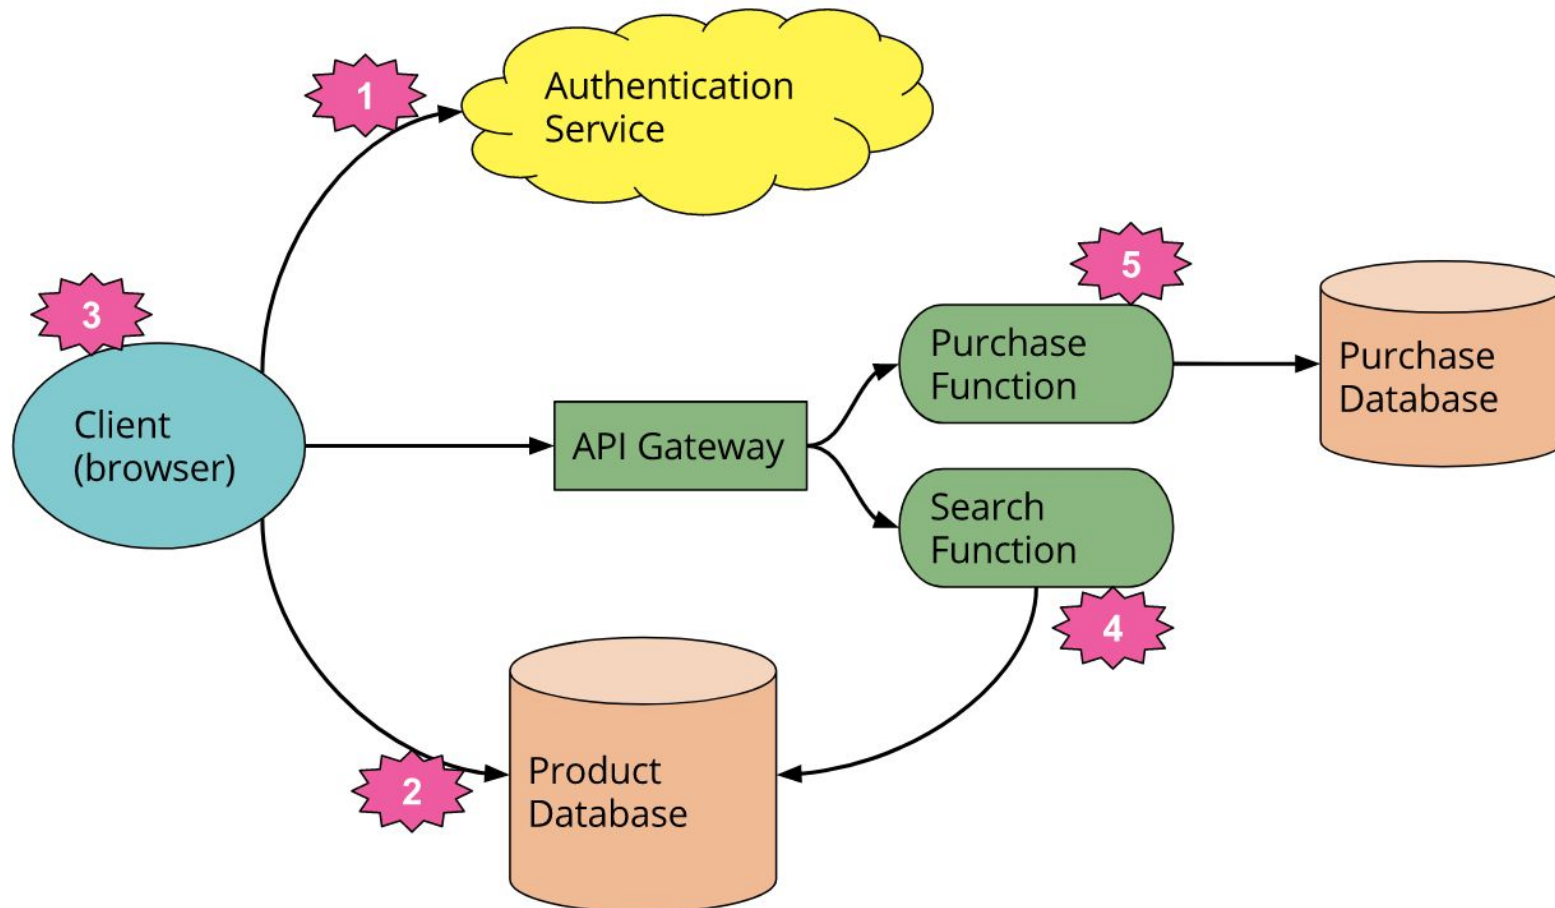 1
Authentication
Service
3
5
Client
(browser)
API Gateway
Purchase
Function
Purchase
Database
Search
Function
4
2
Product
Database